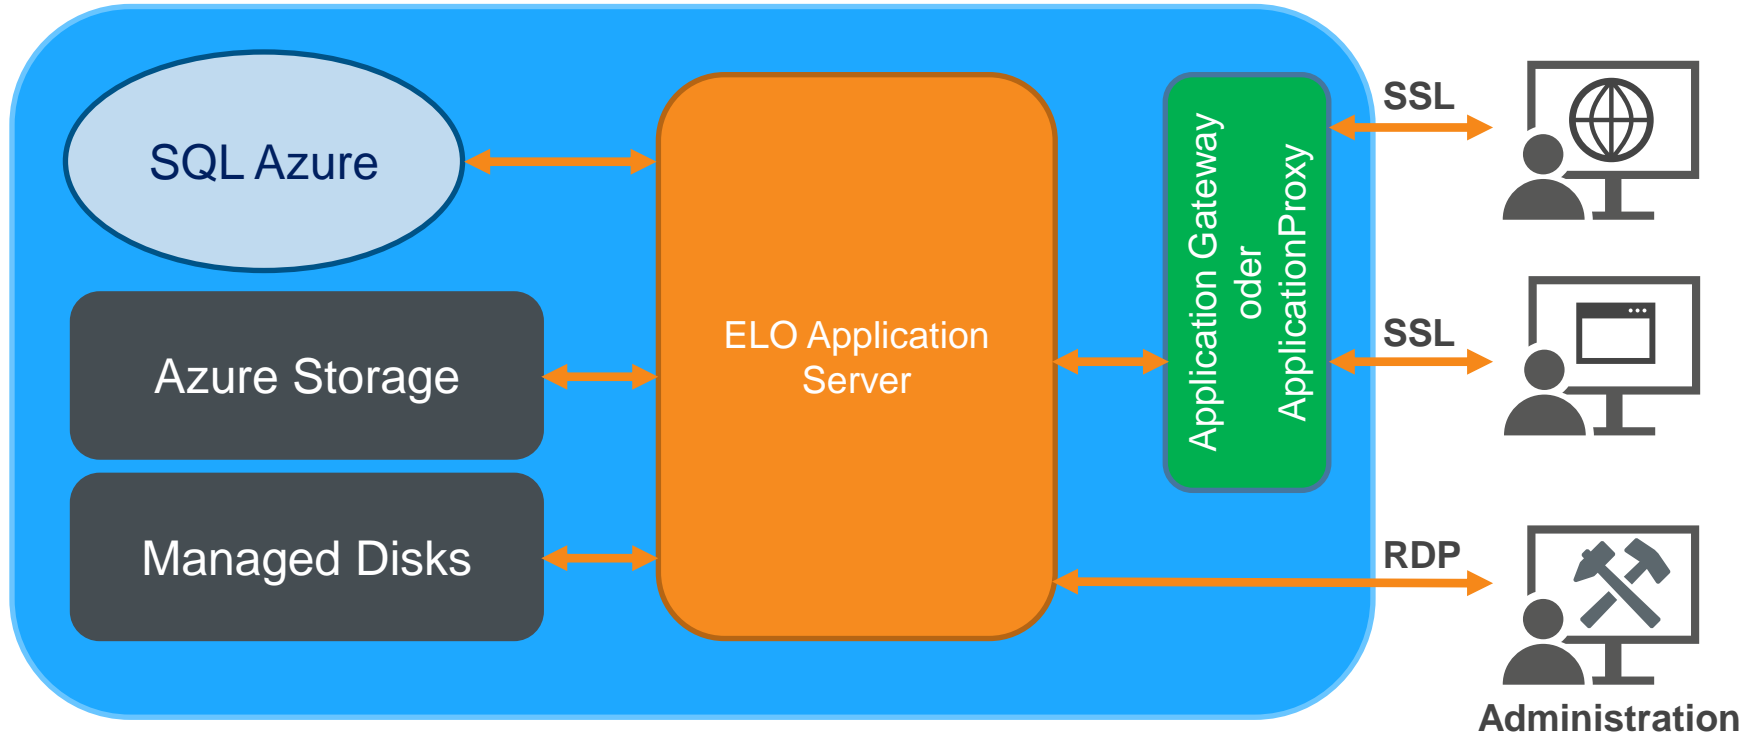 SQL Azure
Azure Storage
Managed Disks
ELO Application
Server
Application Gateway
oder
ApplicationProxy
SSL
SSL
RDP
Administration